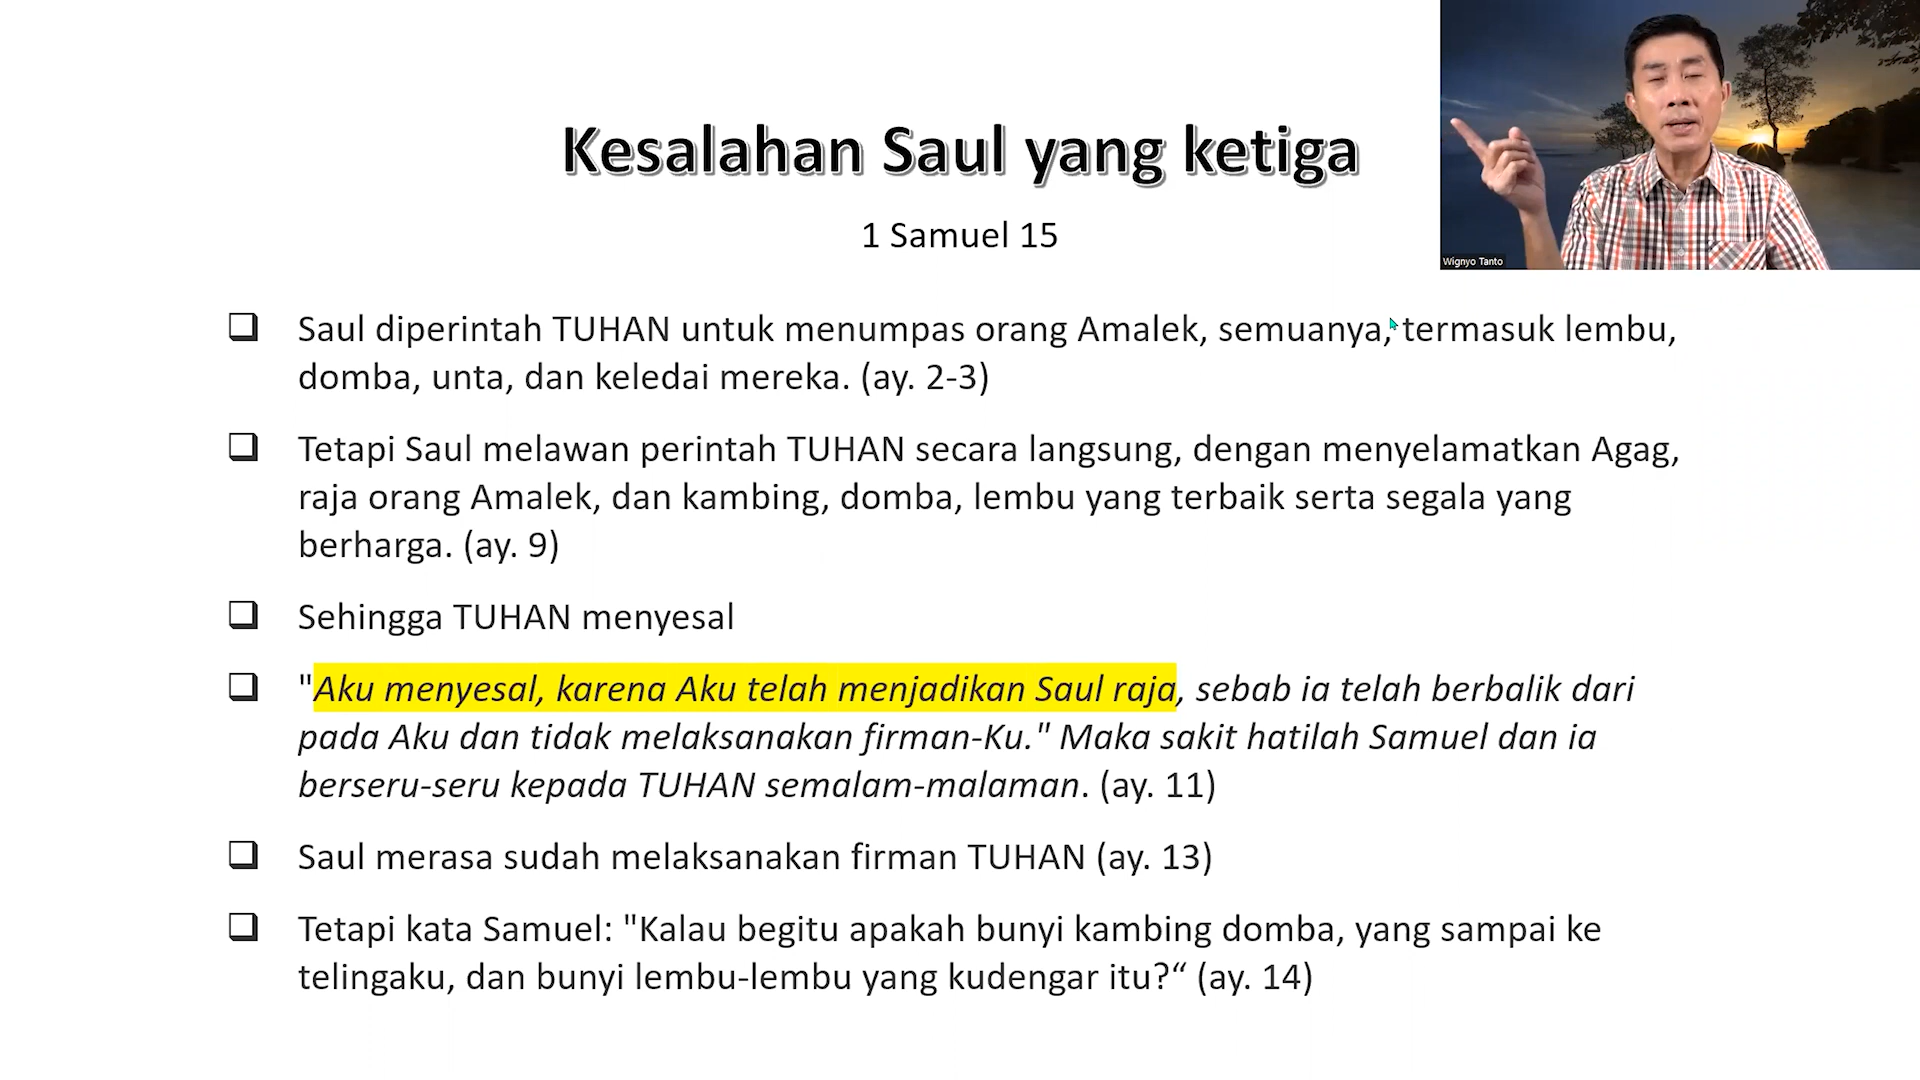 Kesalahan Saul yang ketiga
1 Samuel 15
Wignyo Tanto
Saul diperintah TUHAN untuk menumpas orang Amalek, semuanya, termasuk lembu,
domba, unta, dan keledai mereka. (ay. 2-3)
Tetapi Saul melawan perintah TUHAN secara langsung, dengan menyelamatkan Agag,
raja orang Amalek, dan kambing, domba, lembu yang terbaik serta segala yang
berharga. (ay. 9)
Sehingga TUHAN menyesal
"Aku menyesal, karena Aku telah menjadikan Saul raja, sebab ia telah berbalik dari
pada Aku dan tidak melaksanakan firman-Ku." Maka sakit hatilah Samuel dan ia
berseru-seru kepada TUHAN semalam-malaman. (ay. 11)
Saul merasa sudah melaksanakan firman TUHAN (ay. 13)
Tetapi kata Samuel: "Kalau begitu apakah bunyi kambing domba, yang sampai ke
telingaku, dan bunyi lembu-lembu yang kudengar itu?“ (ay. 14)